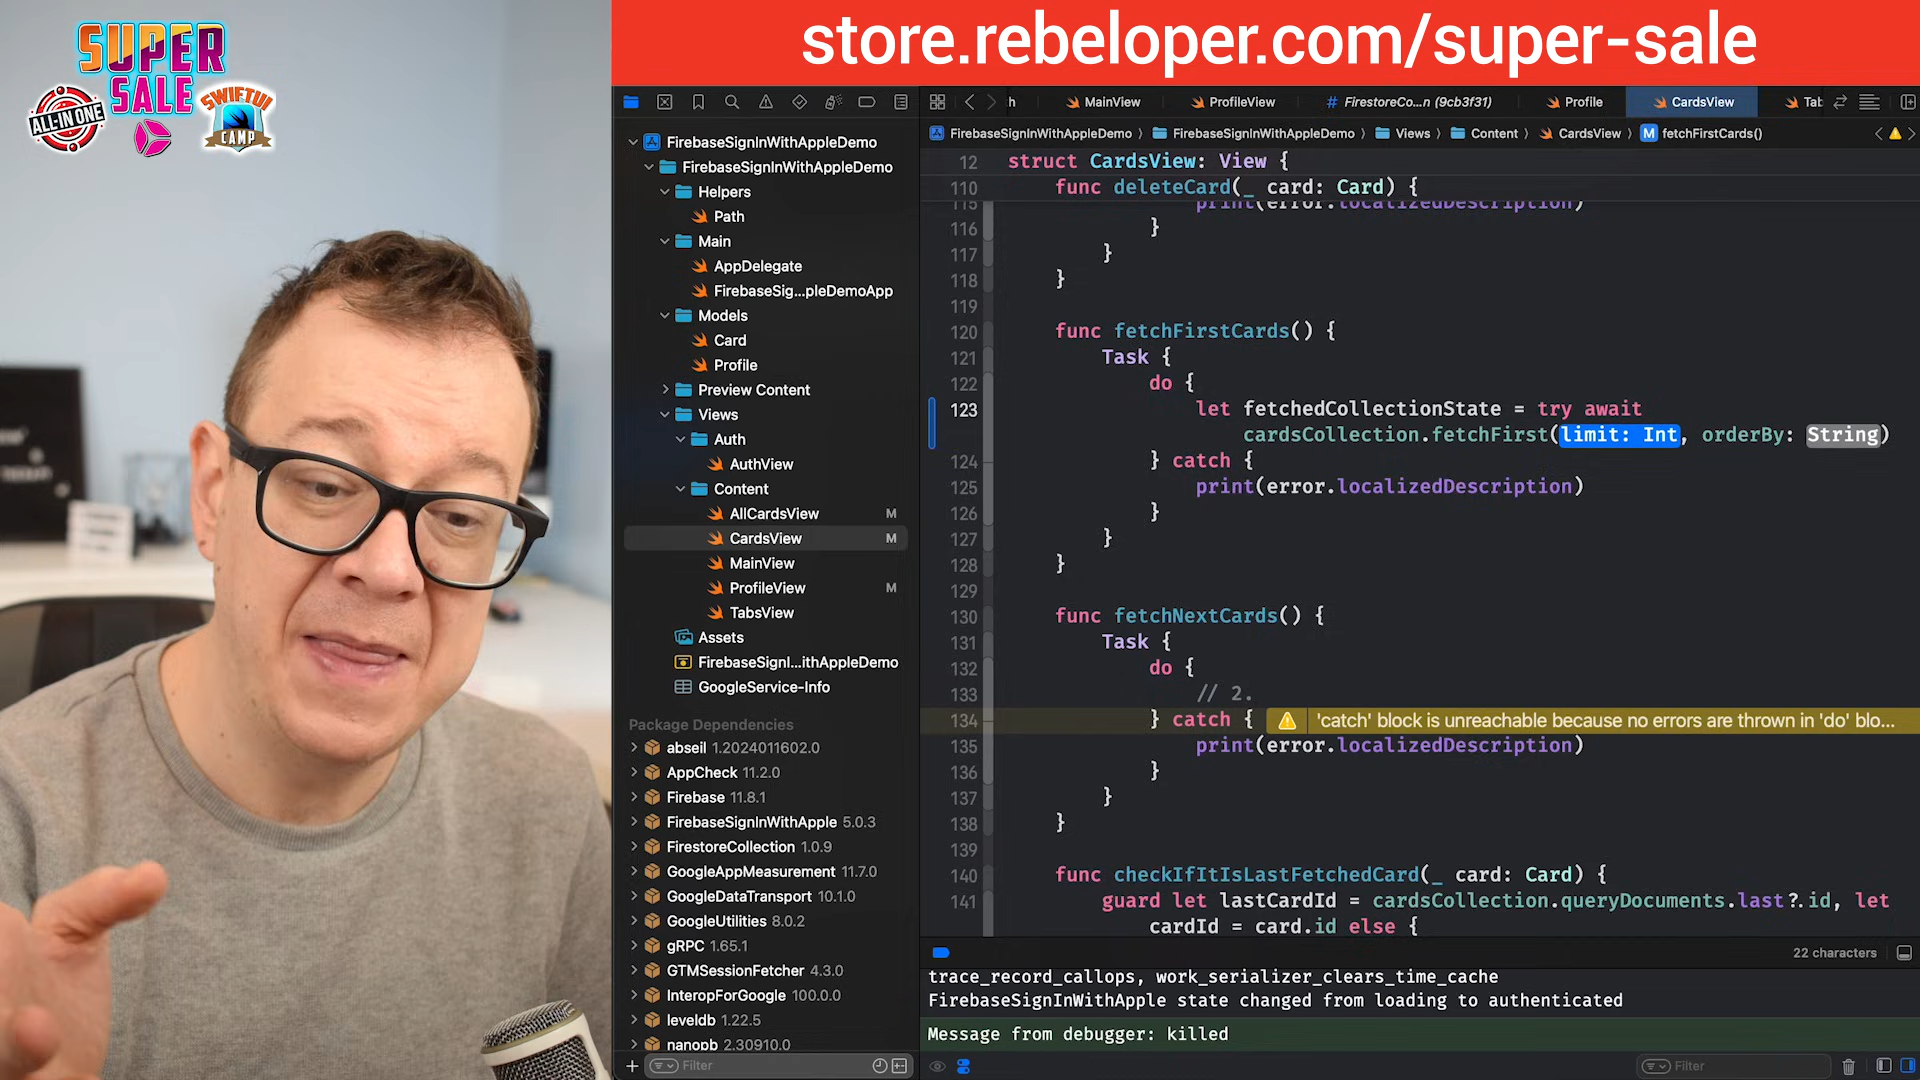 SUPER
SALE
ALL-IN ONE
SWIFTUI
CAMP
store.rebeloper.com/super-sale
h
MainView
ProfileView
# FirestoreCo...n (9cb3f31)
Profile
CardsView
Tab
FirebaseSignInWithAppleDemo
FirebaseSignInWithAppleDemo
Helpers
Path
Main
AppDelegate
FirebaseSig...pleDemoApp
Models
Card
Profile
Preview Content
Views
Auth
AuthView
Content
AllCardsView M
CardsView M
MainView
ProfileView M
TabsView
Assets
FirebaseSignI...ithAppleDemo
GoogleService-Info
Package Dependencies
abseil 1.2024011602.0
AppCheck 11.2.0
Firebase 11.8.1
FirebaseSignInWithApple 5.0.3
FirestoreCollection 1.0.9
GoogleAppMeasurement 11.7.0
GoogleDataTransport 10.1.0
GoogleUtilities 8.0.2
gRPC 1.65.1
GTMSessionFetcher 4.3.0
InteropForGoogle 100.0.0
leveldb 1.22.5
nanopb 2.30910.0
Filter
FirebaseSignInWithAppleDemo 〉 FirebaseSignInWithAppleDemo 〉 Views 〉 Content 〉 CardsView 〉 M fetchFirstCards()
12 struct CardsView: View {
110 func deleteCard(_ card: Card) {
115 print(error.localizedDescription)
116 }
117 }
118 }
119
120 func fetchFirstCards() {
121 Task {
122 do {
123 let fetchedCollectionState = try await
cardsCollection.fetchFirst(limit: Int, orderBy: String)
124 } catch {
125 print(error.localizedDescription)
126 }
127 }
128 }
129
130 func fetchNextCards() {
131 Task {
132 do {
133 // 2.
134 } catch { 'catch' block is unreachable because no errors are thrown in 'do' blo...
135 print(error.localizedDescription)
136 }
137 }
138 }
139
140 func checkIfItIsLastFetchedCard(_ card: Card) {
141 guard let lastCardId = cardsCollection.queryDocuments.last?.id, let
cardId = card.id else {
22 characters
trace_record_callops, work_serializer_clears_time_cache
FirebaseSignInWithApple state changed from loading to authenticated
Message from debugger: killed
Filter